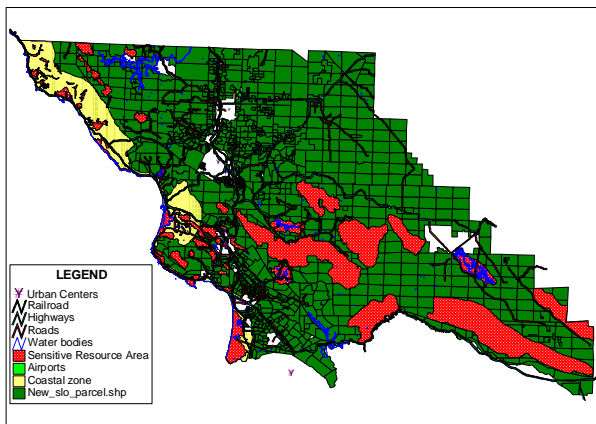 LEGEND
Urban Centers
Railroad
Highways
Roads
Water bodies
Sensitive Resource Area
Airports
Coastal zone
New_slo_parcel.shp